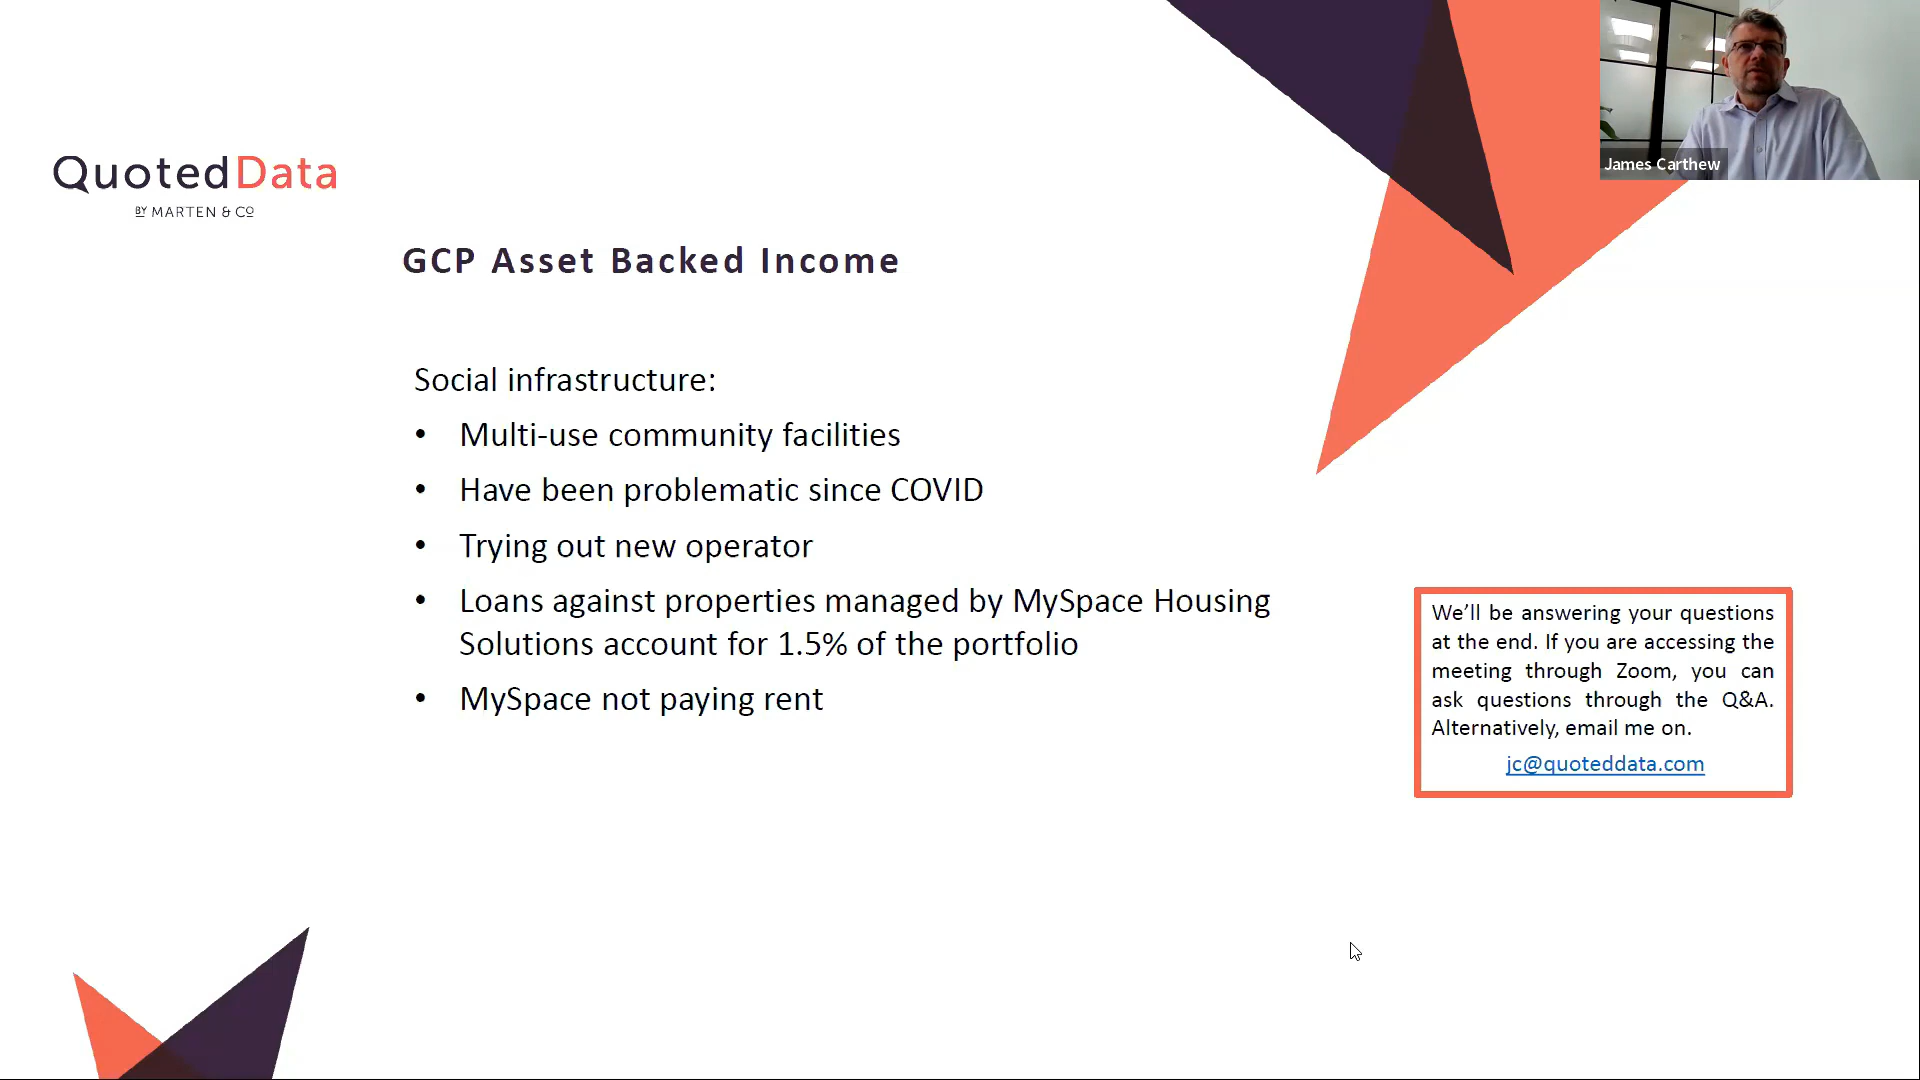 James Carthew
QuotedData
BY MARTEN & CO
GCP Asset Backed Income
Social infrastructure:
• Multi-use community facilities
• Have been problematic since COVID
• Trying out new operator
• Loans against properties managed by MySpace Housing
Solutions account for 1.5% of the portfolio
• MySpace not paying rent
We’ll be answering your questions
at the end. If you are accessing the
meeting through Zoom, you can
ask questions through the Q&A.
Alternatively, email me on.
jc@quoteddata.com